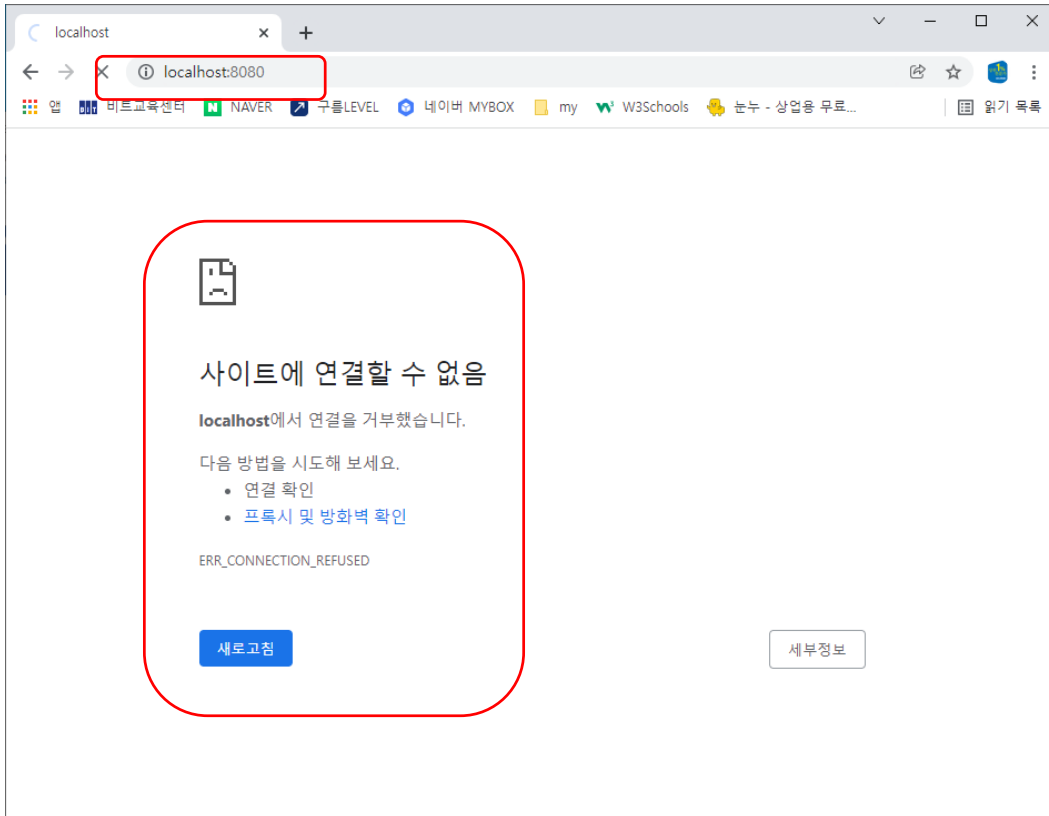 localhost
localhost:8080
앱 비트교육센터 NAVER 구름LEVEL 네이버 MYBOX my W3Schools 눈누 - 상업용 무료... 읽기 목록
사이트에 연결할 수 없음
localhost에서 연결을 거부했습니다.
다음 방법을 시도해 보세요.
연결 확인
프록시 및 방화벽 확인
ERR_CONNECTION_REFUSED
새로고침 세부정보